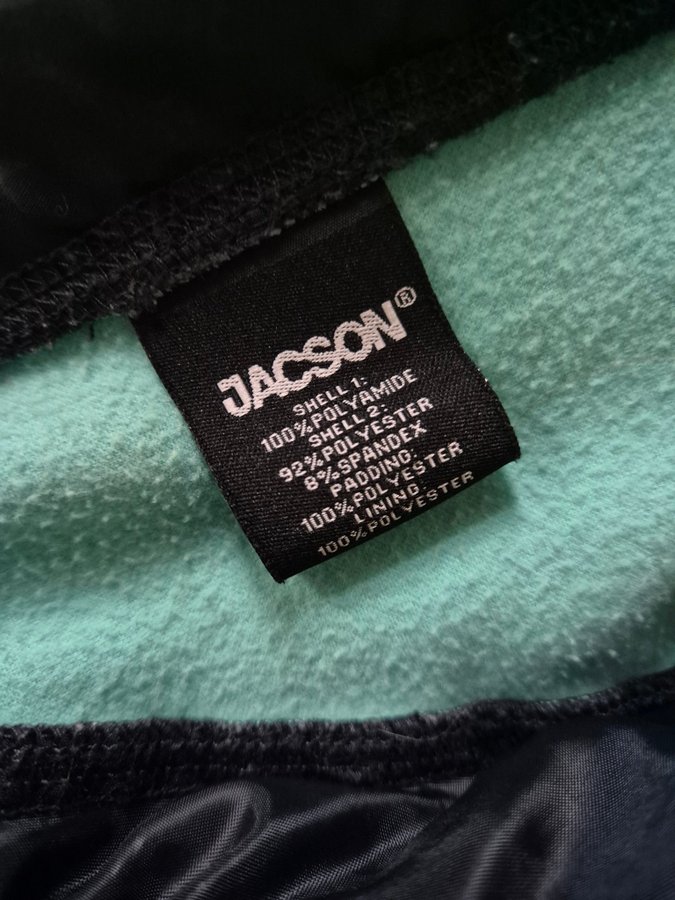 JACSON®
SHELL 1:
100%POLYAMIDE
SHELL 2:
92%POLYESTER
8%SPANDEX
PADDING:
100%POLYESTER
LINING:
100%POLYESTER